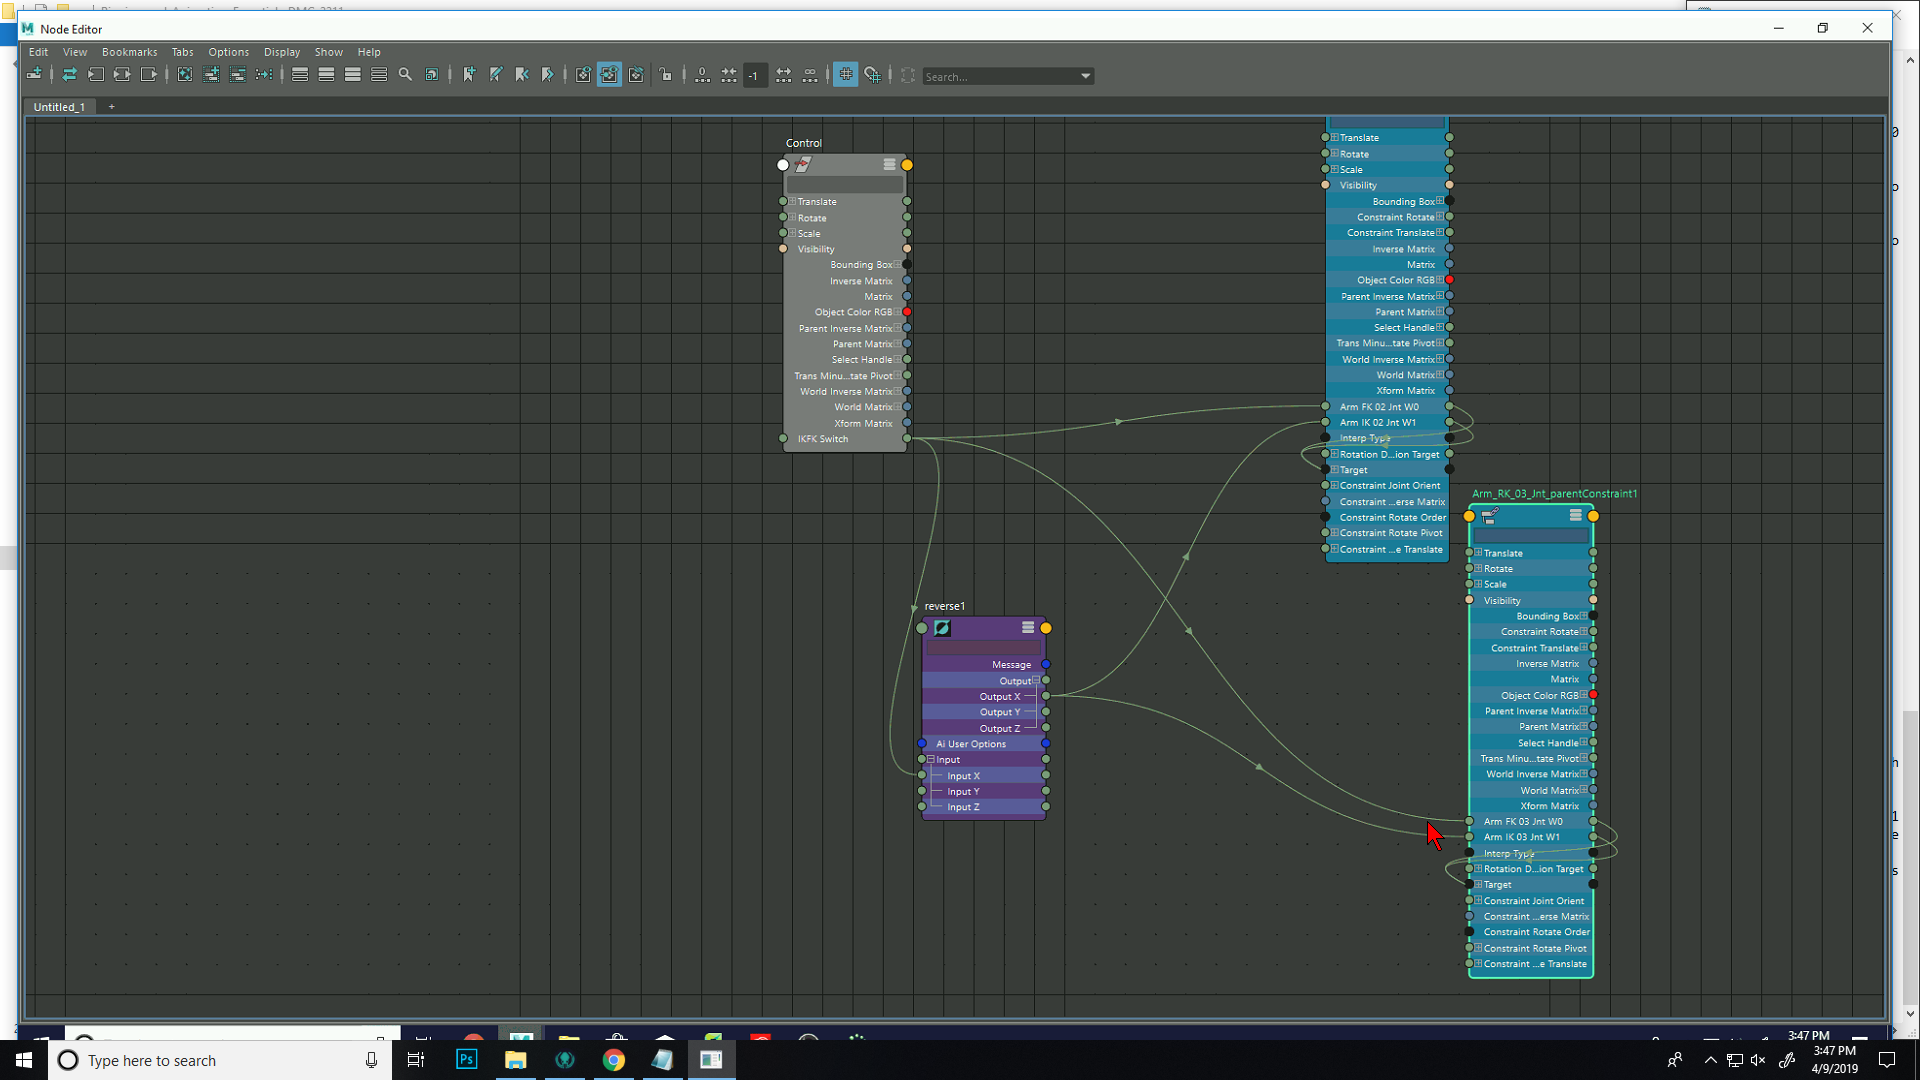 Node Editor
Edit View Bookmarks Tabs Options Display Show Help
-1
Search...
Untitled_1 +
Control
Translate
Rotate
Scale
Visibility
Bounding Box
Inverse Matrix
Matrix
Object Color RGB
Parent Inverse Matrix
Parent Matrix
Select Handle
Trans Minu...tate Pivot
World Inverse Matrix
World Matrix
Xform Matrix
IKFK Switch
Translate
Rotate
Scale
Visibility
Bounding Box
Constraint Rotate
Constraint Translate
Inverse Matrix
Matrix
Object Color RGB
Parent Inverse Matrix
Parent Matrix
Select Handle
Trans Minu...tate Pivot
World Inverse Matrix
World Matrix
Xform Matrix
Arm FK 02 Jnt W0
Arm IK 02 Jnt W1
Interp Type
Rotation D...ion Target
Target
Constraint Joint Orient
Constraint ...erse Matrix
Constraint Rotate Order
Constraint Rotate Pivot
Constraint ...e Translate
reverse1
Message
Output
Output X
Output Y
Output Z
Ai User Options
Input
Input X
Input Y
Input Z
Arm_RK_03_Jnt_parentConstraint1
Translate
Rotate
Scale
Visibility
Bounding Box
Constraint Rotate
Constraint Translate
Inverse Matrix
Matrix
Object Color RGB
Parent Inverse Matrix
Parent Matrix
Select Handle
Trans Minu...tate Pivot
World Inverse Matrix
World Matrix
Xform Matrix
Arm FK 03 Jnt W0
Arm IK 03 Jnt W1
Interp Type
Rotation D...ion Target
Target
Constraint Joint Orient
Constraint ...erse Matrix
Constraint Rotate Order
Constraint Rotate Pivot
Constraint ...e Translate
3:47 PM
Type here to search
Ps
3:47 PM
4/9/2019